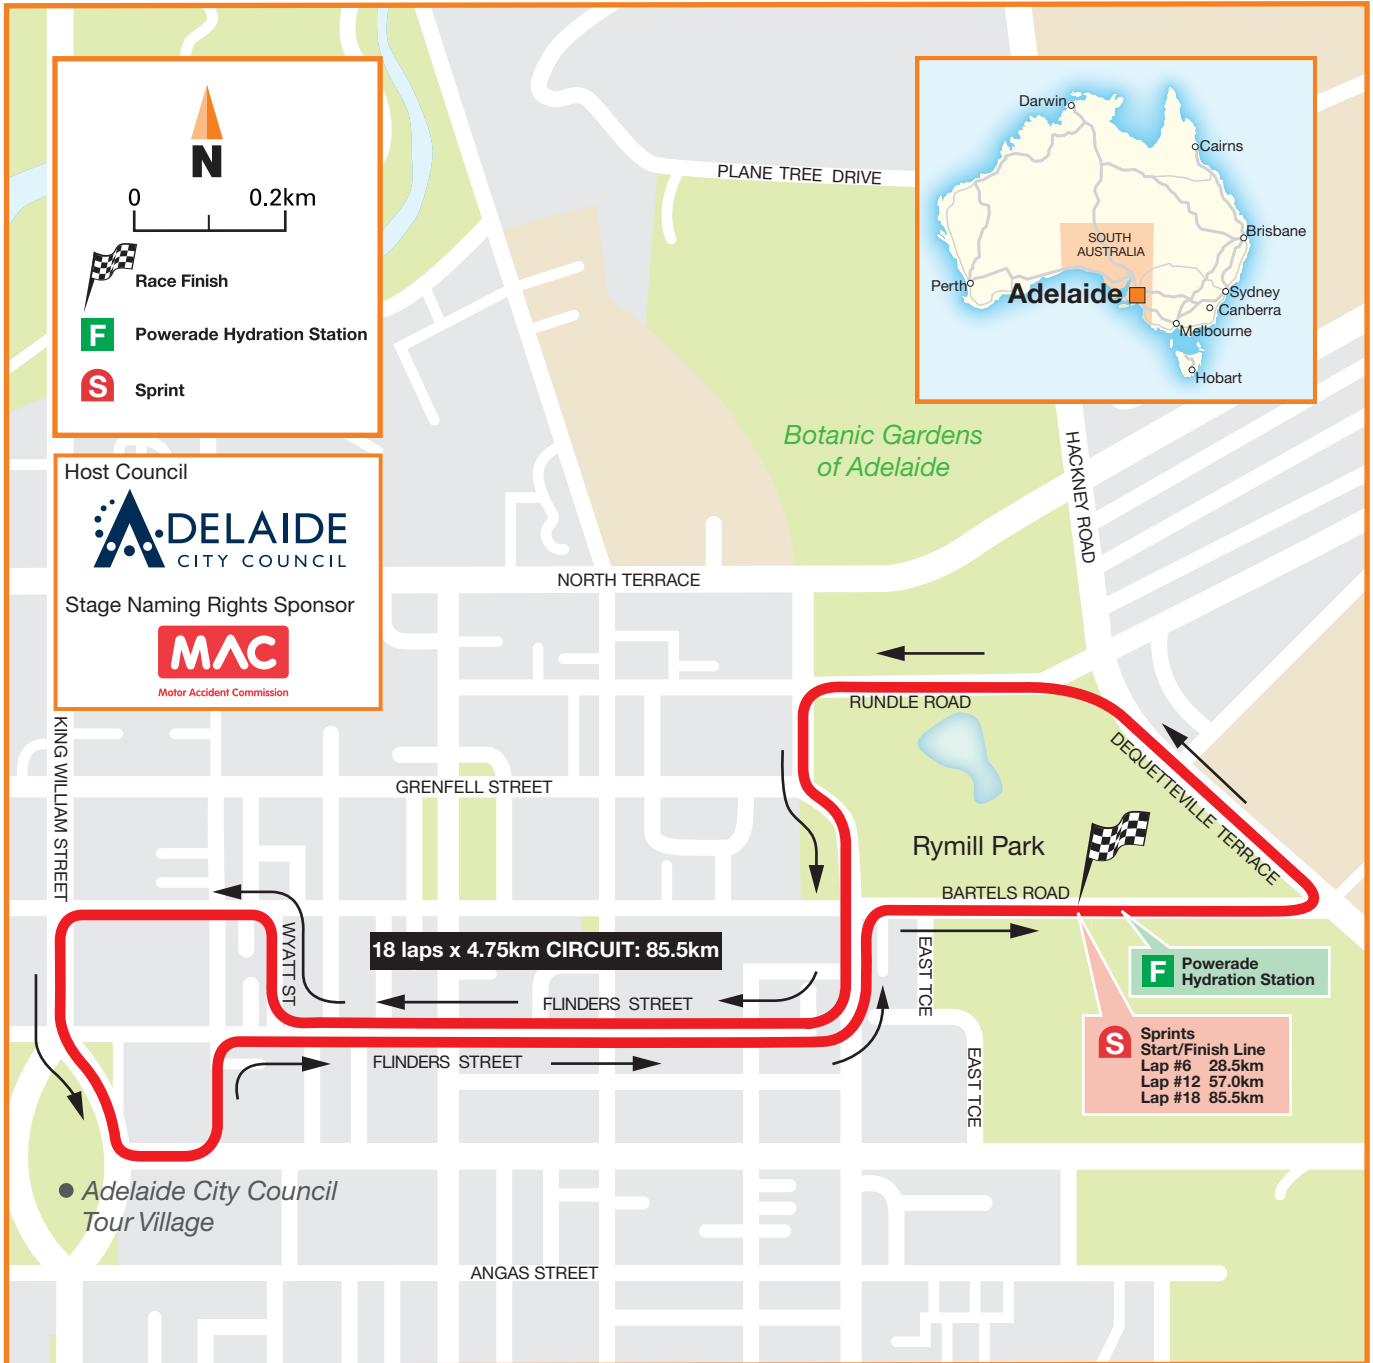 N
0 0.2km
Race Finish
F Powerade Hydration Station
S Sprint
Host Council
ADELAIDE
CITY COUNCIL
Stage Naming Rights Sponsor
MAC
Motor Accident Commission
Darwin
Cairns
SOUTH
AUSTRALIA
Brisbane
Perth
Adelaide
Sydney
Canberra
Melbourne
Hobart
PLANE TREE DRIVE
Botanic Gardens
of Adelaide
HACKNEY ROAD
NORTH TERRACE
RUNDLE ROAD
DEQUETTEVILLE TERRACE
KING WILLIAM STREET
GRENFELL STREET
Rymill Park
BARTELS ROAD
WYATT ST
18 laps x 4.75km CIRCUIT: 85.5km
EAST TCE
F Powerade
Hydration Station
FLINDERS STREET
S Sprints
Start/Finish Line
Lap #6 28.5km
Lap #12 57.0km
Lap #18 85.5km
FLINDERS STREET
EAST TCE
Adelaide City Council
Tour Village
ANGAS STREET